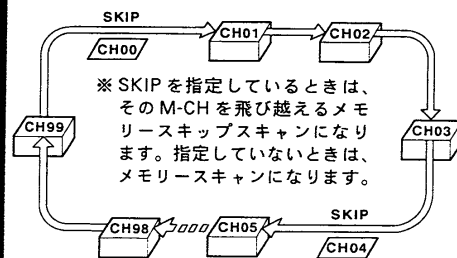 SKIP
CH00
CH01
CH02
※ SKIPを指定しているときは、
そのM-CHを飛び越えるメモ
リースキップスキャンになり
ます。指定していないときは、
メモリースキャンになります。
CH99
CH03
SKIP
CH98
CH05
CH04